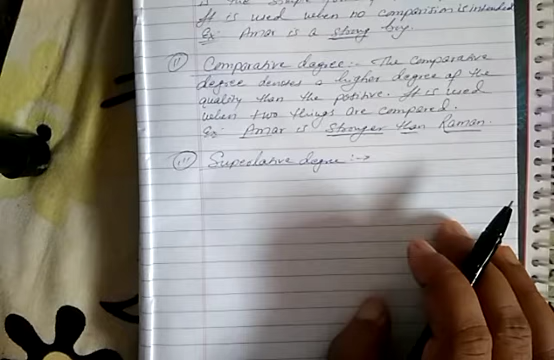 It is used when no comparision is intended
Ex: Amar is a strong boy.
(ii) Comparative degree :- The comparative
degree denotes a higher degree of the
quality than the positive. It is used
when two things are compared.
Ex: Amar is Stronger than Raman.
(iii) Superlative degree :->